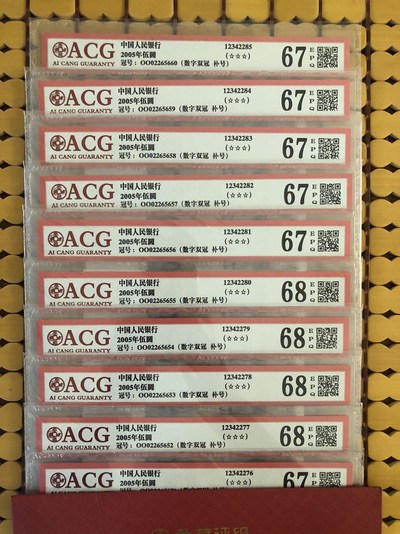 ACG
AI CANG GUARANTY
中国人民银行 12342285
2005年伍圆 (☆☆☆)
冠号: OO02265660 (数字双冠 补号)
67 EPQ
ACG
AI CANG GUARANTY
中国人民银行 12342284
2005年伍圆 (☆☆☆)
冠号: OO02265659 (数字双冠 补号)
67 EPQ
ACG
AI CANG GUARANTY
中国人民银行 12342283
2005年伍圆 (☆☆☆)
冠号: OO02265658 (数字双冠 补号)
67 EPQ
ACG
AI CANG GUARANTY
中国人民银行 12342282
2005年伍圆 (☆☆☆)
冠号: OO02265657 (数字双冠 补号)
67 EPQ
ACG
AI CANG GUARANTY
中国人民银行 12342281
2005年伍圆 (☆☆☆)
冠号: OO02265656 (数字双冠 补号)
67 EPQ
ACG
AI CANG GUARANTY
中国人民银行 12342280
2005年伍圆 (☆☆☆)
冠号: OO02265655 (数字双冠 补号)
68 EPQ
ACG
AI CANG GUARANTY
中国人民银行 12342279
2005年伍圆 (☆☆☆)
冠号: OO02265654 (数字双冠 补号)
68 EPQ
ACG
AI CANG GUARANTY
中国人民银行 12342278
2005年伍圆 (☆☆☆)
冠号: OO02265653 (数字双冠 补号)
68 EPQ
ACG
AI CANG GUARANTY
中国人民银行 12342277
2005年伍圆 (☆☆☆)
冠号: OO02265652 (数字双冠 补号)
68 EPQ
ACG
中国人民银行 12342276
2005年伍圆 (☆☆☆)
67 EPQ